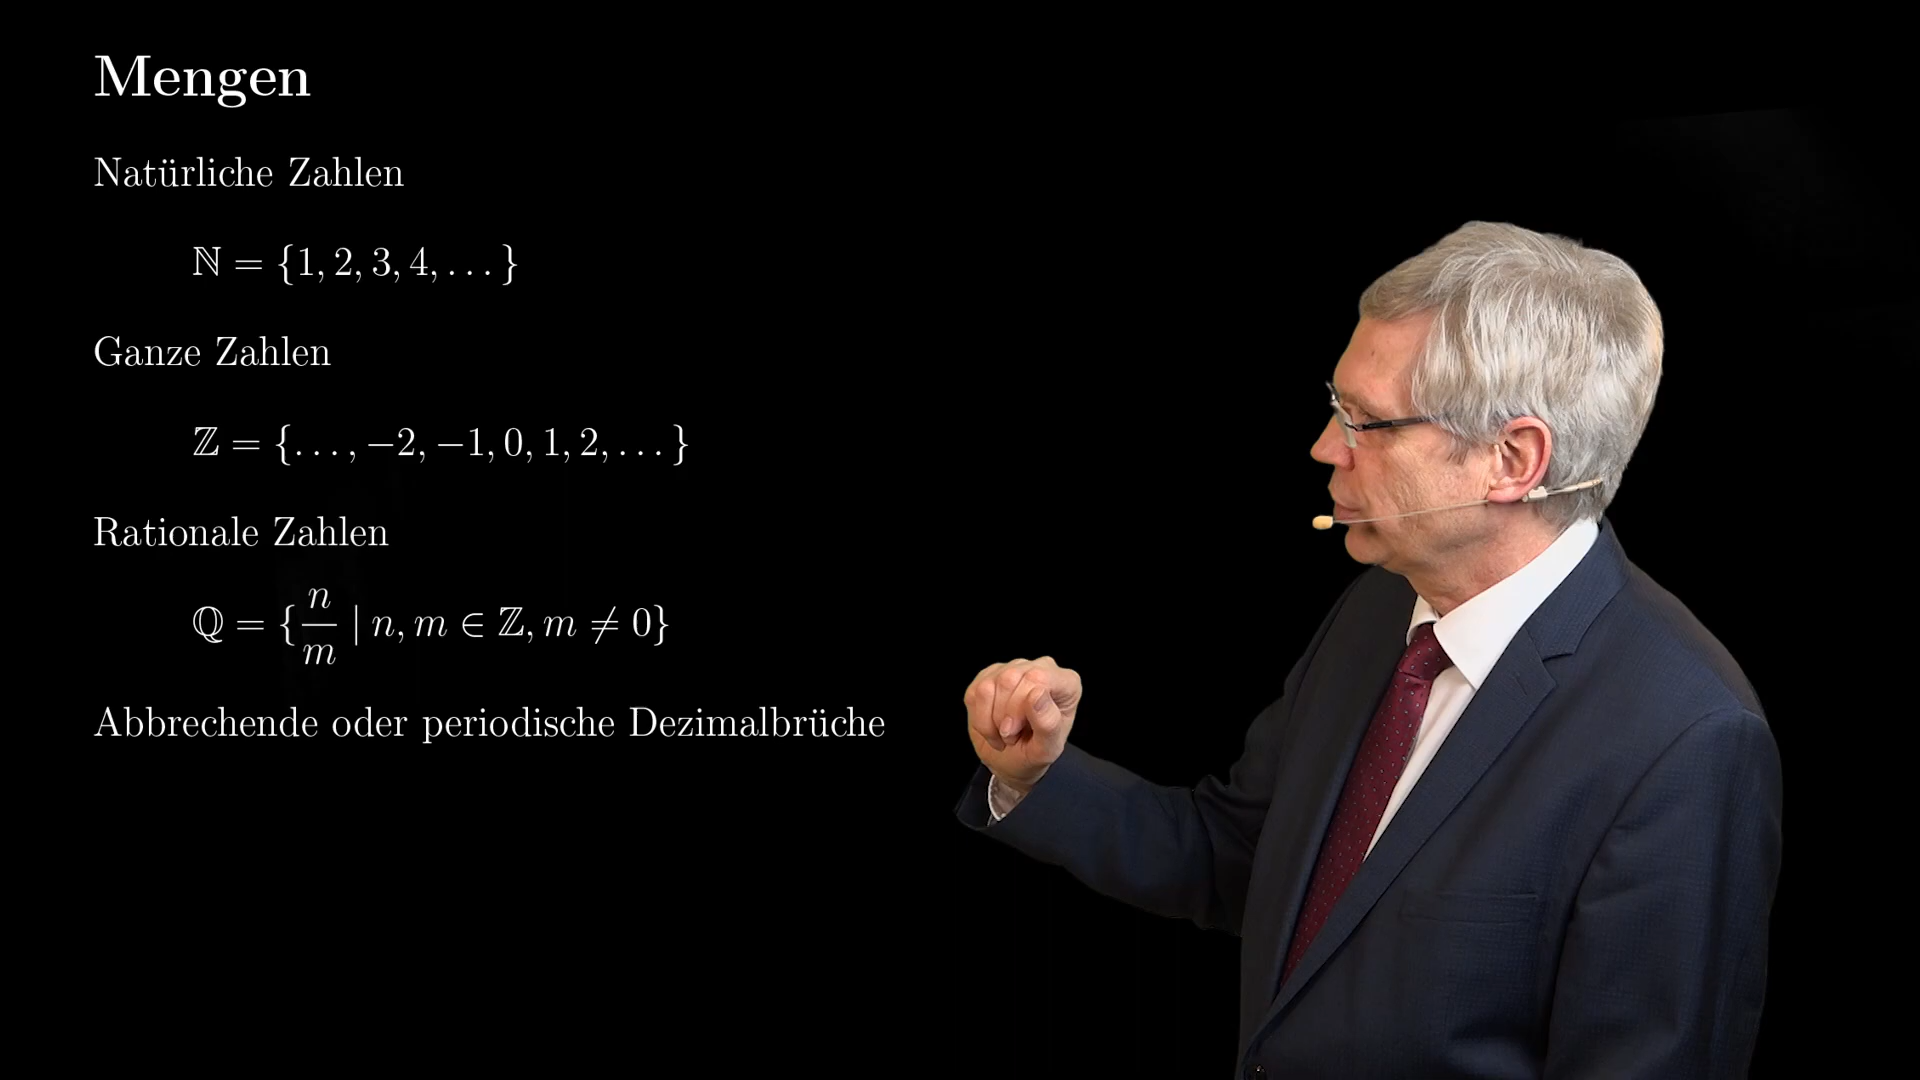 Mengen
Natürliche Zahlen
ℕ = {1, 2, 3, 4, . . . }
Ganze Zahlen
ℤ = {. . . , −2, −1, 0, 1, 2, . . . }
Rationale Zahlen
ℚ = {n/m | n, m ∈ ℤ, m ≠ 0}
Abbrechende oder periodische Dezimalbrüche